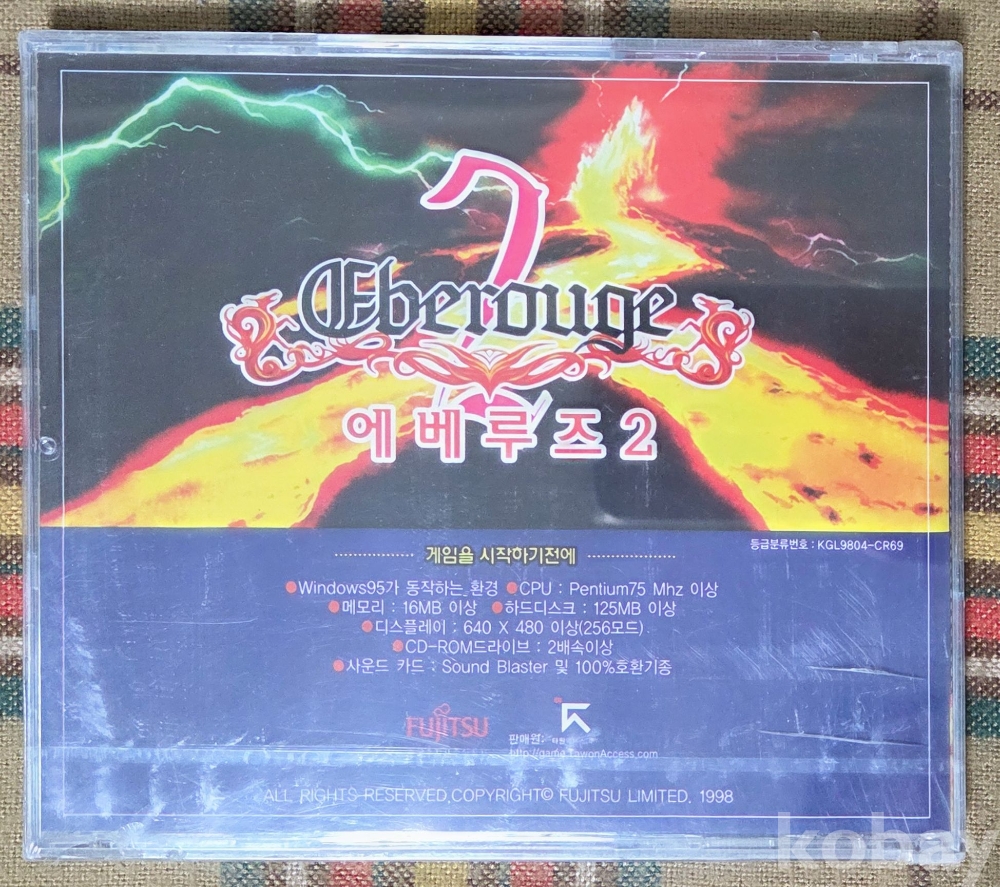 2
Eberouge
에베루즈2
등급분류번호 : KGL9804-CR69
게임을 시작하기전에
●Windows95가 동작하는 환경 ●CPU : Pentium75 Mhz 이상
●메모리 : 16MB 이상 ●하드디스크 : 125MB 이상
●디스플레이 : 640 X 480 이상(256모드)
●CD-ROM드라이브 : 2배속이상
●사운드 카드 : Sound Blaster 및 100%호환기종
FUJITSU
판매원:
http://game.TawonAccess.com
ALL RIGHTS RESERVED,COPYRIGHT© FUJITSU LIMITED. 1998
kobay